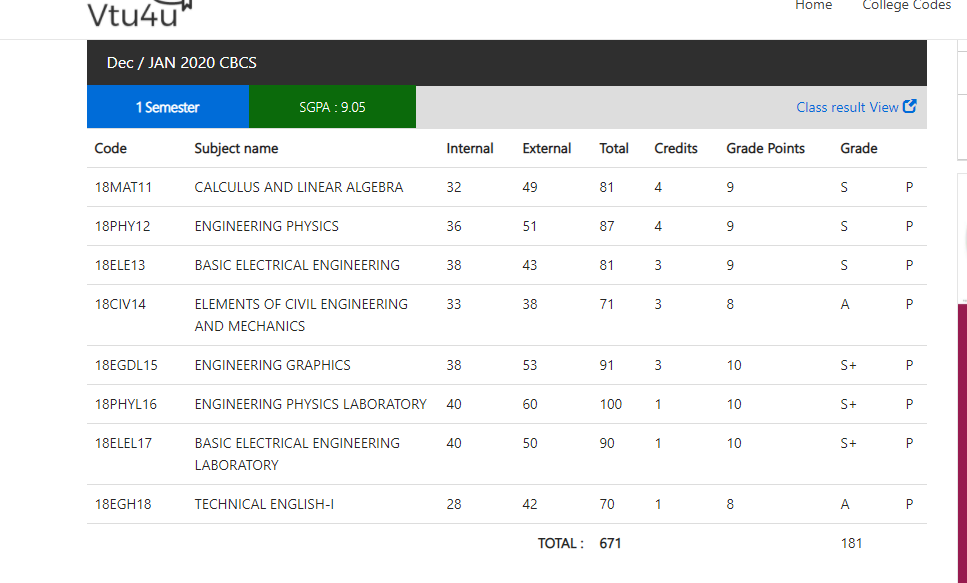 Vtu4u
Home College Codes
Dec / JAN 2020 CBCS
1 Semester SGPA : 9.05 Class result View
Code Subject name Internal External Total Credits Grade Points Grade
18MAT11 CALCULUS AND LINEAR ALGEBRA 32 49 81 4 9 S P
18PHY12 ENGINEERING PHYSICS 36 51 87 4 9 S P
18ELE13 BASIC ELECTRICAL ENGINEERING 38 43 81 3 9 S P
18CIV14 ELEMENTS OF CIVIL ENGINEERING 33 38 71 3 8 A P
AND MECHANICS
18EGDL15 ENGINEERING GRAPHICS 38 53 91 3 10 S+ P
18PHYL16 ENGINEERING PHYSICS LABORATORY 40 60 100 1 10 S+ P
18ELEL17 BASIC ELECTRICAL ENGINEERING 40 50 90 1 10 S+ P
LABORATORY
18EGH18 TECHNICAL ENGLISH-I 28 42 70 1 8 A P
TOTAL : 671 181